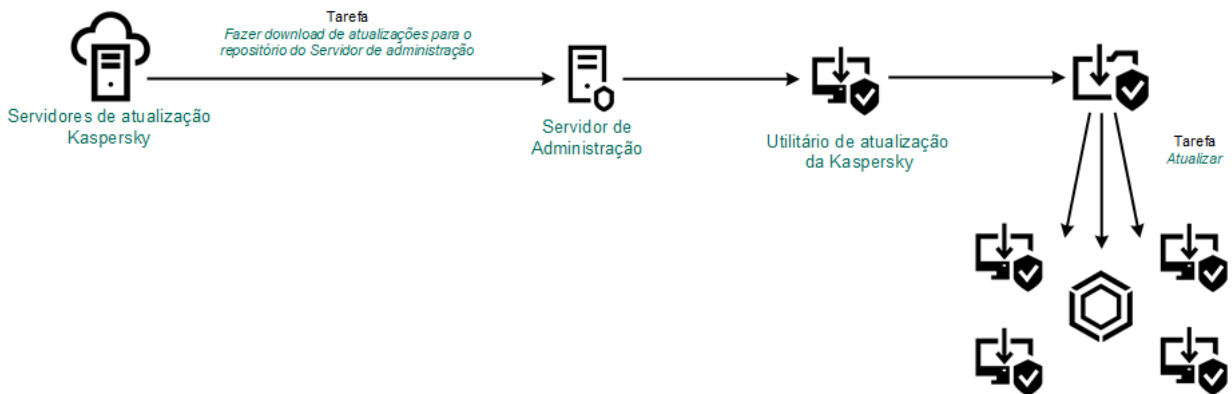 Tarefa
Fazer download de atualizações para o
repositório do Servidor de administração
Servidores de atualização
Kaspersky
Servidor de
Administração
Utilitário de atualização
da Kaspersky
Tarefa
Atualizar